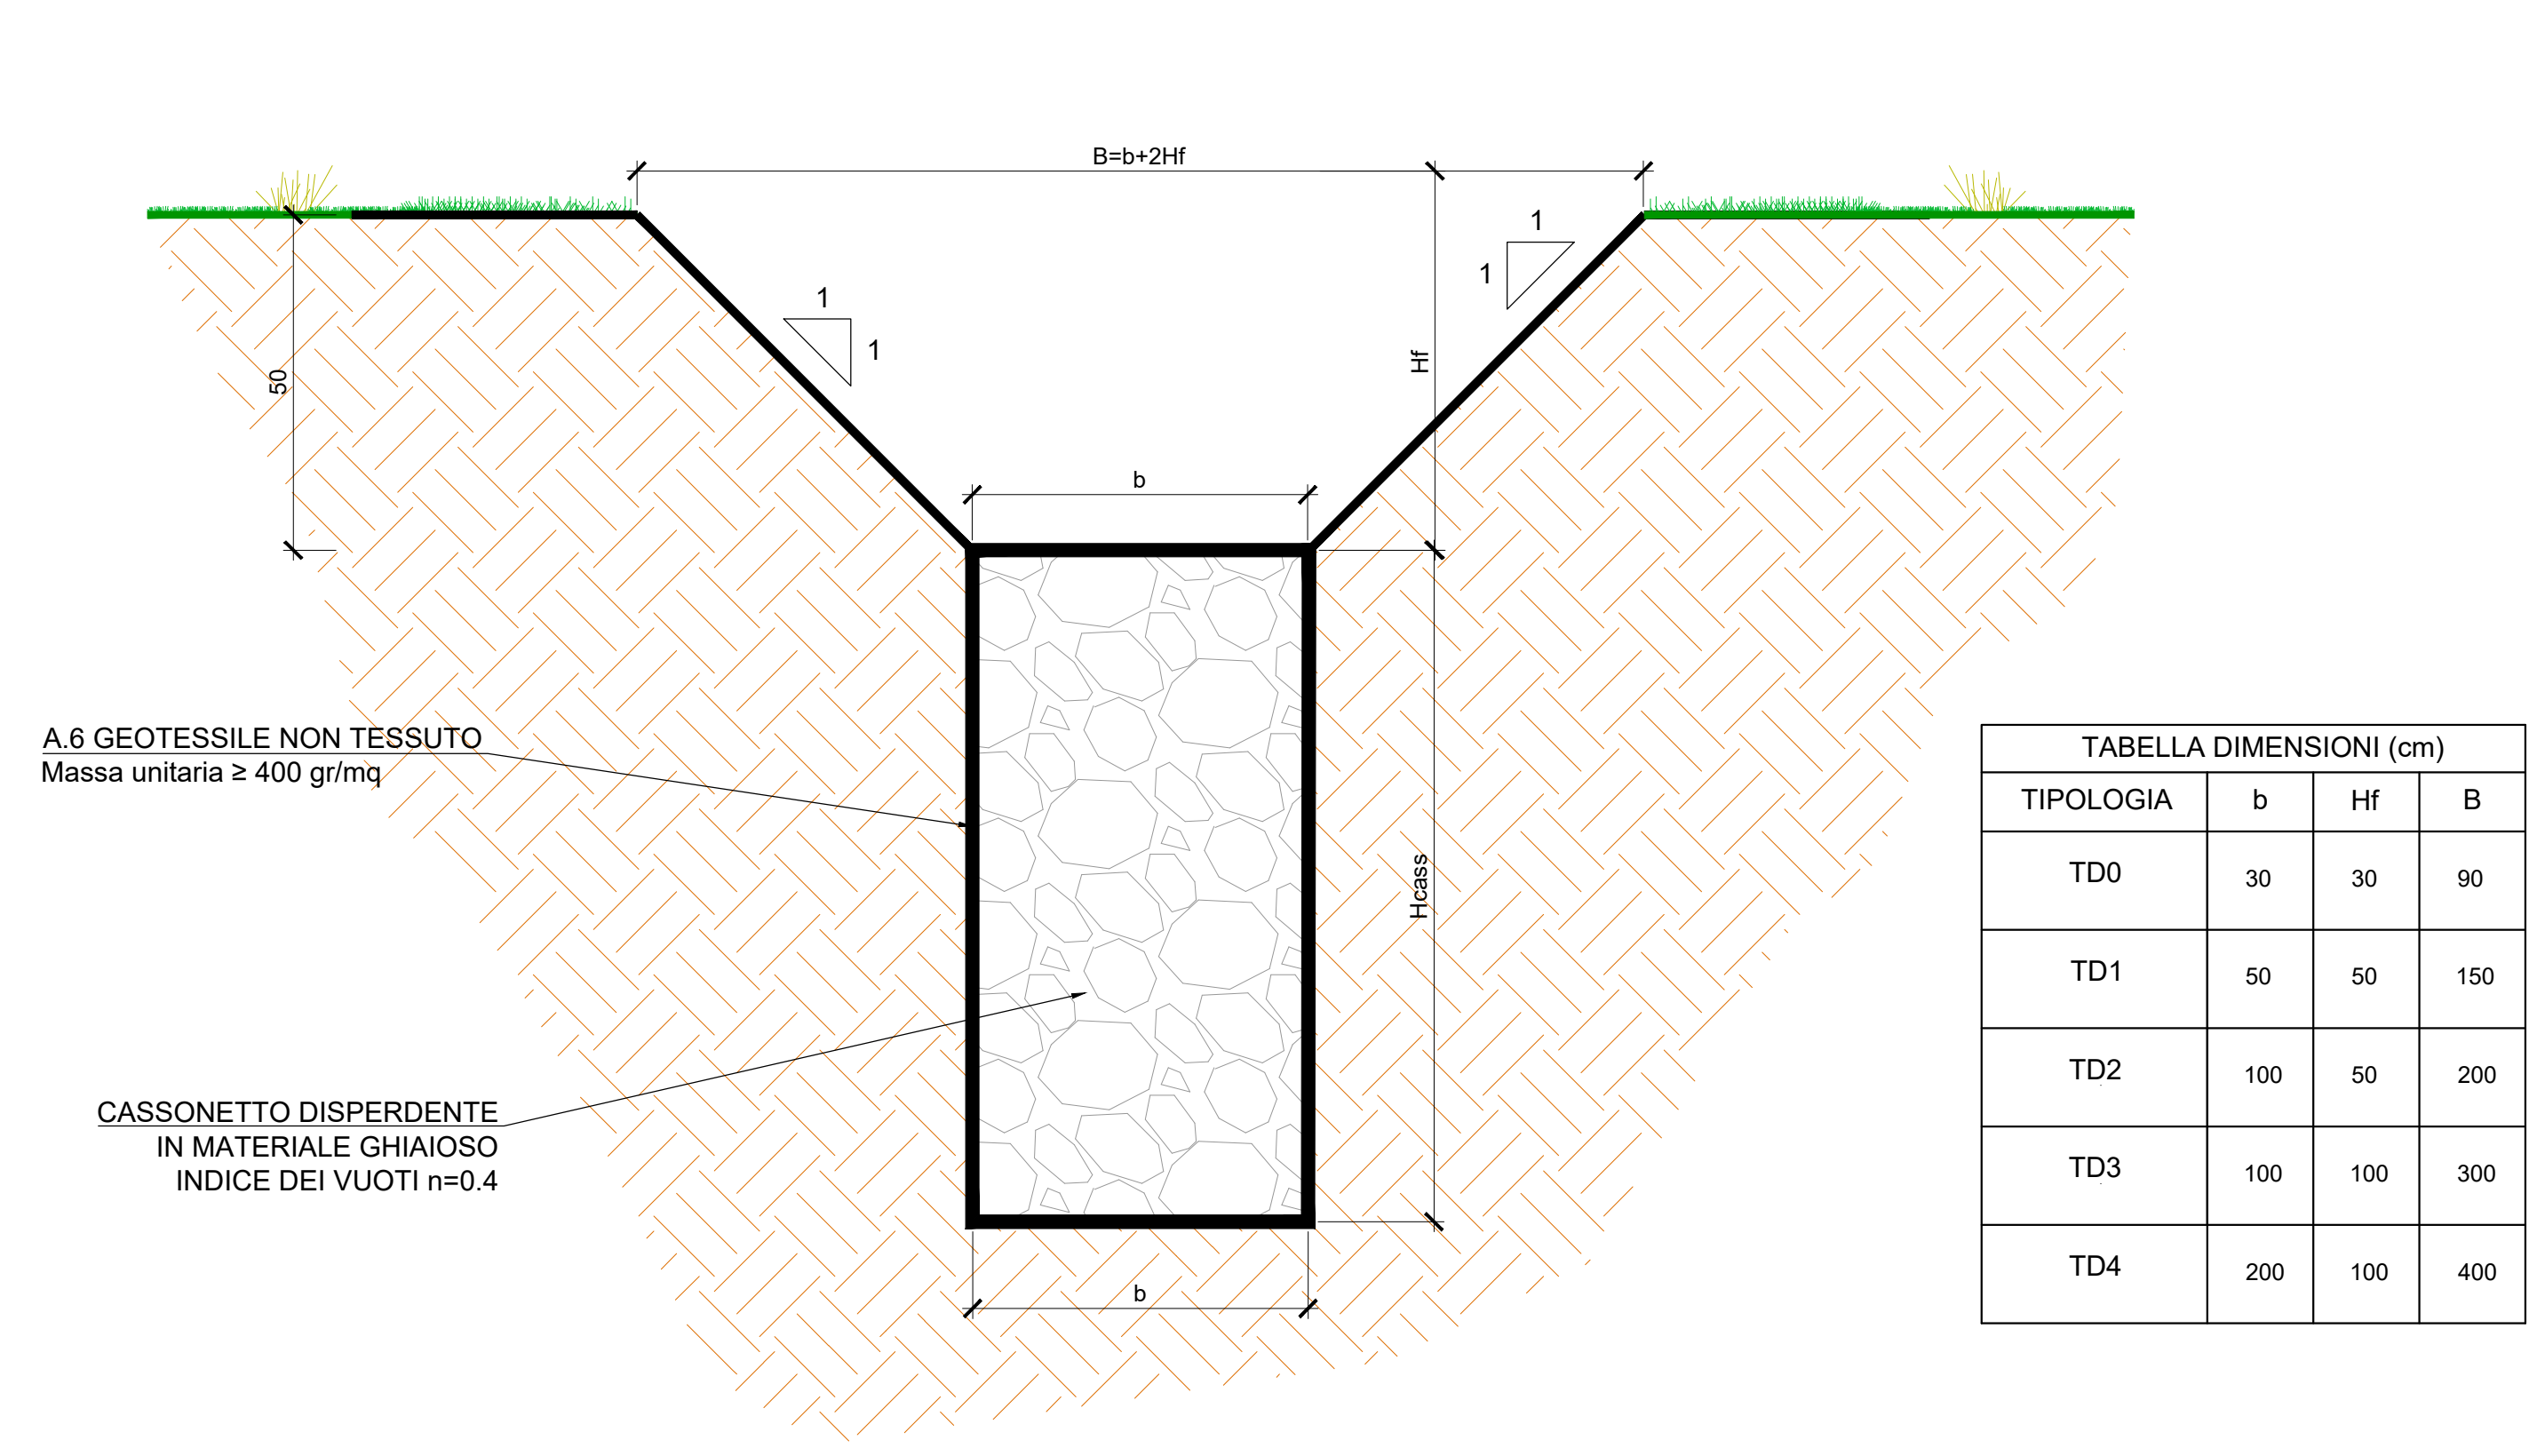 B=b+2Hf
1
1
1
1
50
Hf
b
A.6 GEOTESSILE NON TESSUTO
Massa unitaria ≥ 400 gr/mq
Hcass
CASSONETTO DISPERDENTE
IN MATERIALE GHIAIOSO
INDICE DEI VUOTI n=0.4
b
TABELLA DIMENSIONI (cm)
TIPOLOGIA b Hf B
TD0 30 30 90
TD1 50 50 150
TD2 100 50 200
TD3 100 100 300
TD4 200 100 400